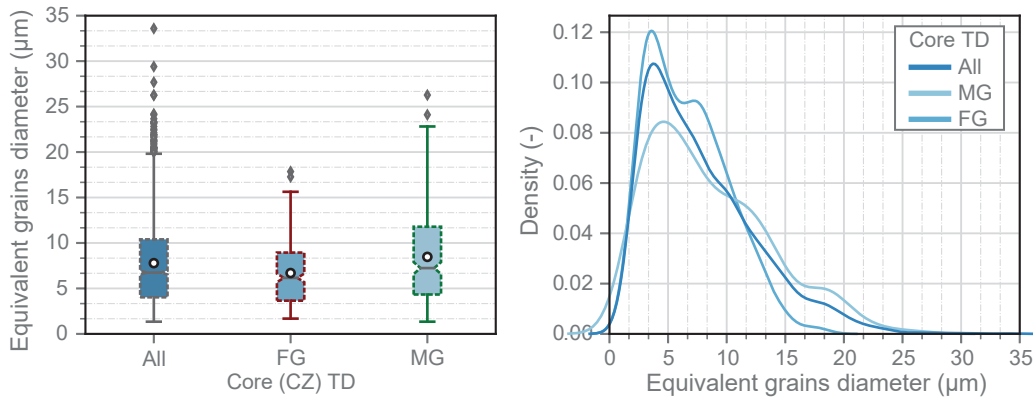 Equivalent grains diameter (μm)
35
30
25
20
15
10
5
0
All
FG
MG
Core (CZ) TD
Density (-)
0.12
0.10
0.08
0.06
0.04
0.02
0.00
0
5
10
15
20
25
30
35
Equivalent grains diameter (μm)
Core TD
All
MG
FG